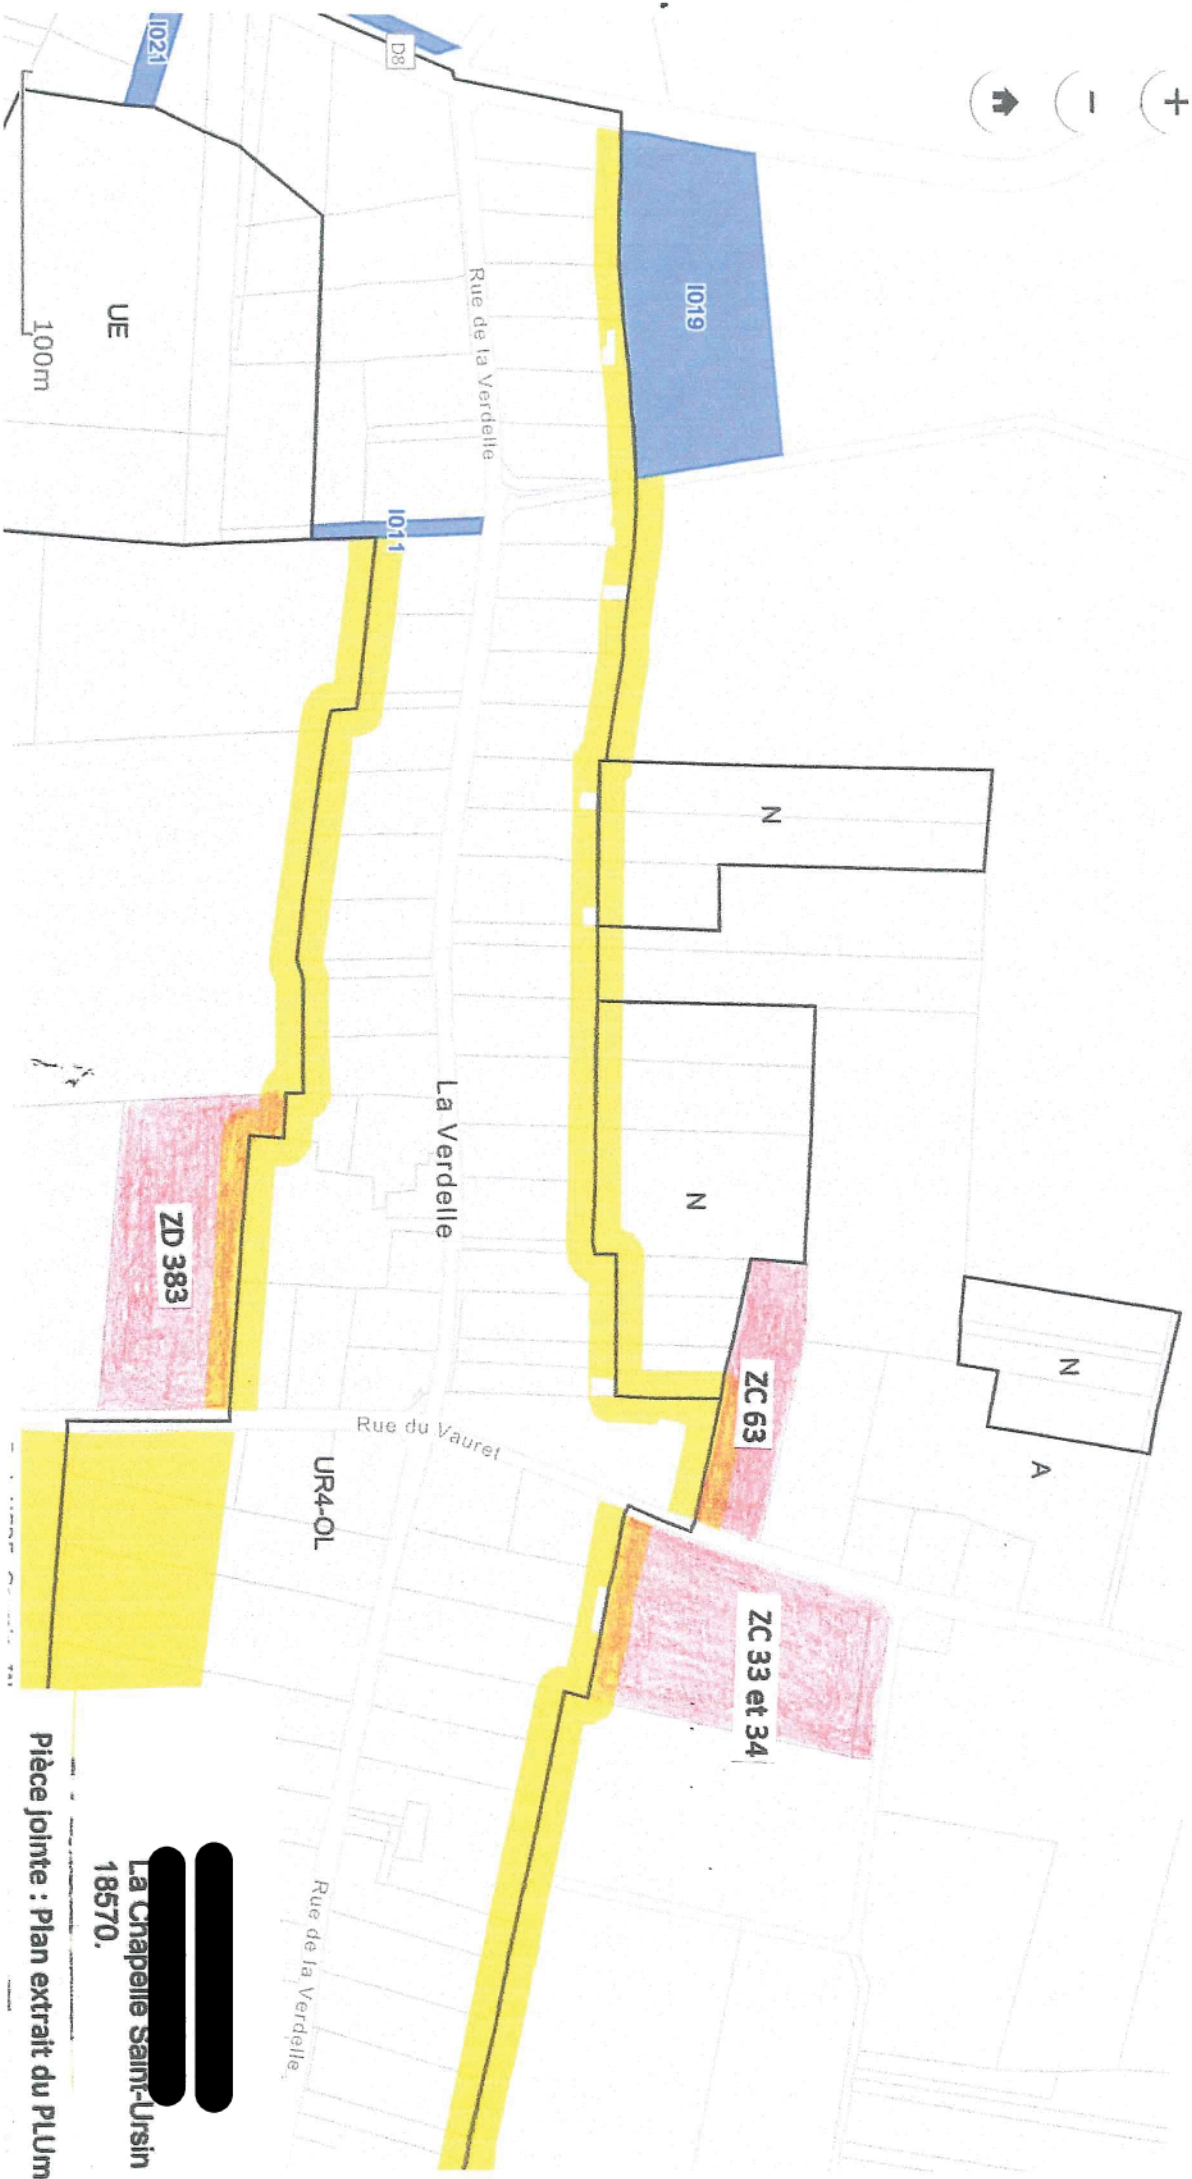 +
−
I021
D8
I019
UE
100m
Rue de la Verdelle
I011
N
La Verdelle
N
ZD 383
ZC 63
N
A
Rue du Vauret
UR4-OL
ZC 33 et 34
Rue de la Verdelle
La Chapelle Saint-Ursin
18570.
Pièce jointe : Plan extrait du PLUm